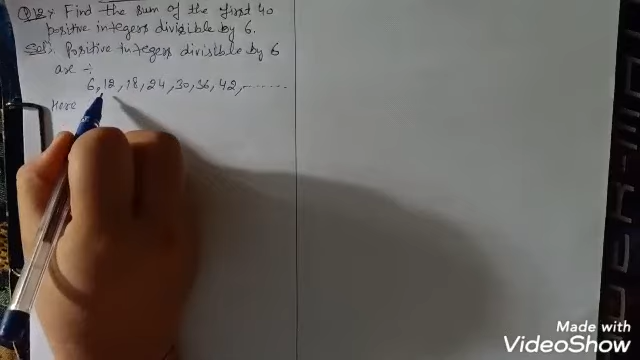 Q12 Find the sum of the first 40
positive integers divisible by 6.
Sol: Positive Integers divisible by 6
are :-
6, 12, 18, 24, 30, 36, 42, -......
Here
Made with
VideoShow